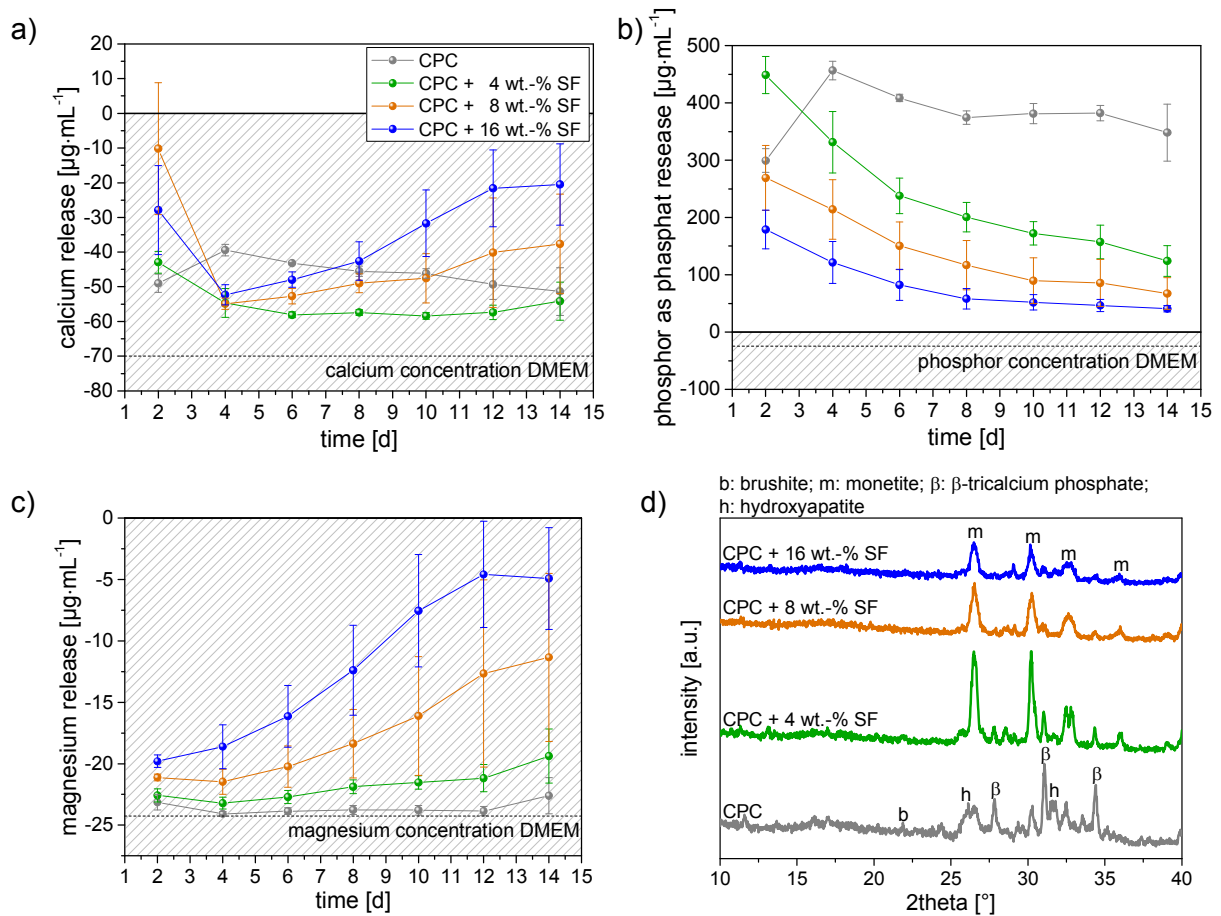 a)
calcium release [µg·mL⁻¹]
20
10
0
-10
-20
-30
-40
-50
-60
-70
-80
CPC
CPC + 4 wt.-% SF
CPC + 8 wt.-% SF
CPC + 16 wt.-% SF
calcium concentration DMEM
1 2 3 4 5 6 7 8 9 10 11 12 13 14 15
time [d]
b)
phosphor as phasphat resease [µg·mL⁻¹]
500
400
300
200
100
0
-100
phosphor concentration DMEM
1 2 3 4 5 6 7 8 9 10 11 12 13 14 15
time [d]
c)
magnesium release [µg·mL⁻¹]
0
-5
-10
-15
-20
-25
magnesium concentration DMEM
1 2 3 4 5 6 7 8 9 10 11 12 13 14 15
time [d]
b: brushite; m: monetite; β: β-tricalcium phosphate;
h: hydroxyapatite
d)
intensity [a.u.]
CPC + 16 wt.-% SF
m m m m
CPC + 8 wt.-% SF
CPC + 4 wt.-% SF
CPC
b h β β h β
10 15 20 25 30 35 40
2theta [°]